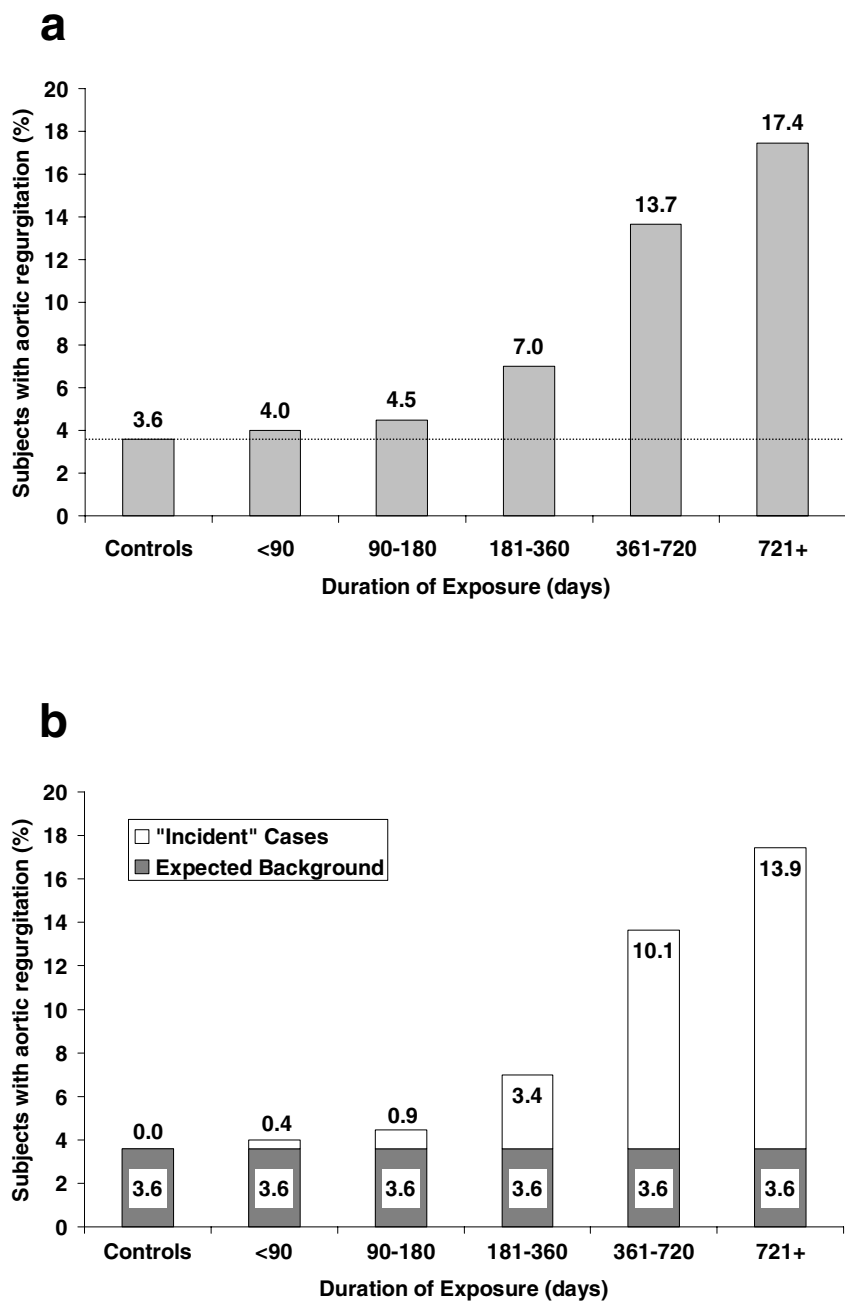 a
Subjects with aortic regurgitation (%)
20
18
16
14
12
10
8
6
4
2
0
3.6
4.0
4.5
7.0
13.7
17.4
Controls <90 90-180 181-360 361-720 721+
Duration of Exposure (days)
b
Subjects with aortic regurgitation (%)
20
18
16
14
12
10
8
6
4
2
0
"Incident" Cases
Expected Background
0.0 0.4 0.9 3.4 10.1 13.9
3.6 3.6 3.6 3.6 3.6 3.6
Controls <90 90-180 181-360 361-720 721+
Duration of Exposure (days)